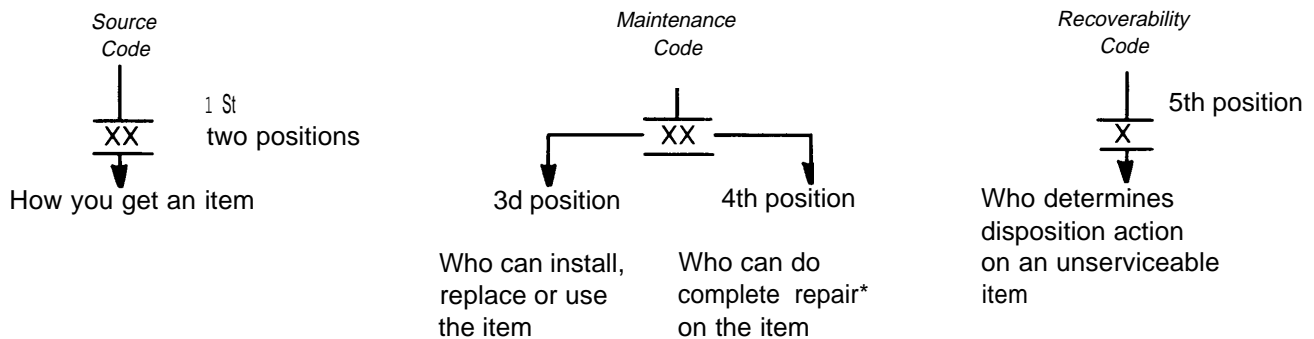 Source
Code
XX
1 St
two positions
How you get an item
Maintenance
Code
XX
3d position
4th position
Who can install,
replace or use
the item
Who can do
complete repair*
on the item
Recoverability
Code
X
5th position
Who determines
disposition action
on an unserviceable
item